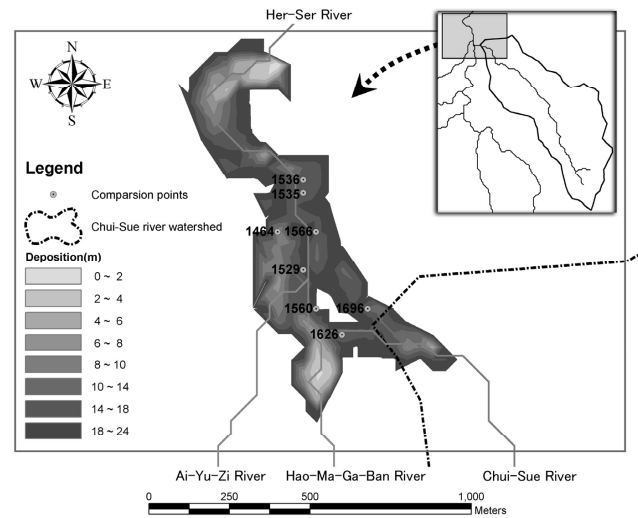 Her-Ser River
N
W E
S
Legend
Comparsion points
Chui-Sue river watershed
Deposition(m)
0 ~ 2
2 ~ 4
4 ~ 6
6 ~ 8
8 ~ 10
10 ~ 14
14 ~ 18
18 ~ 24
1536
1535
1464 1566
1529
1560 1696
1626
Ai-Yu-Zi River Hao-Ma-Ga-Ban River Chui-Sue River
0 250 500 1,000
Meters